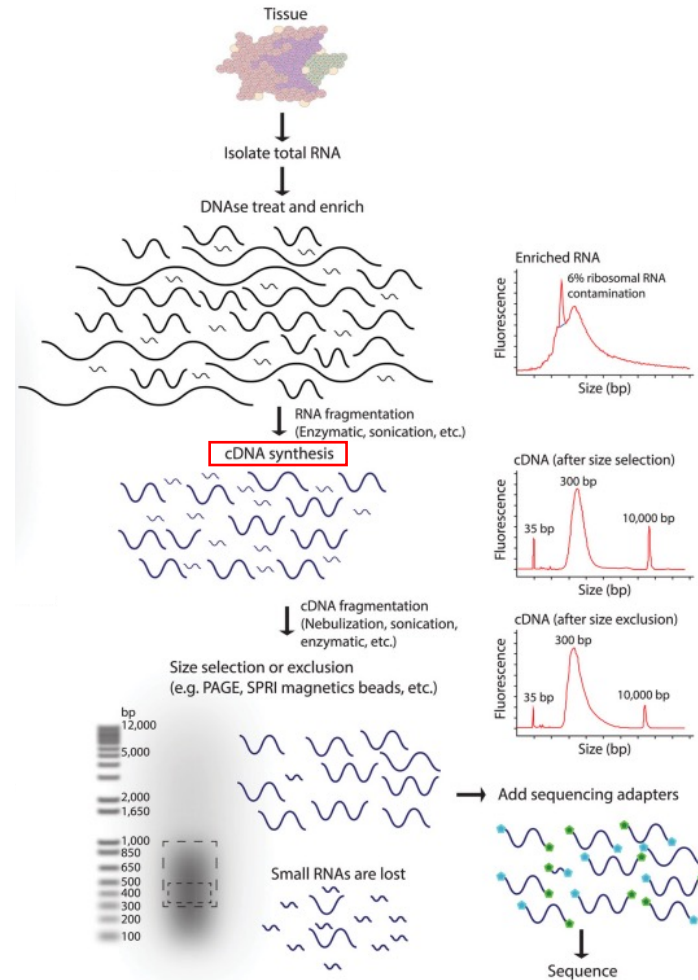 Tissue
Isolate total RNA
DNAse treat and enrich
Enriched RNA
6% ribosomal RNA
contamination
Fluorescence
Size (bp)
RNA fragmentation
(Enzymatic, sonication, etc.)
cDNA synthesis
cDNA (after size selection)
300 bp
35 bp
10,000 bp
Fluorescence
Size (bp)
cDNA fragmentation
(Nebulization, sonication,
enzymatic, etc.)
cDNA (after size exclusion)
300 bp
35 bp
10,000 bp
Fluorescence
Size (bp)
Size selection or exclusion
(e.g. PAGE, SPRI magnetics beads, etc.)
bp
12,000
5,000
2,000
1,650
1,000
850
650
500
400
300
200
100
Add sequencing adapters
Small RNAs are lost
Sequence